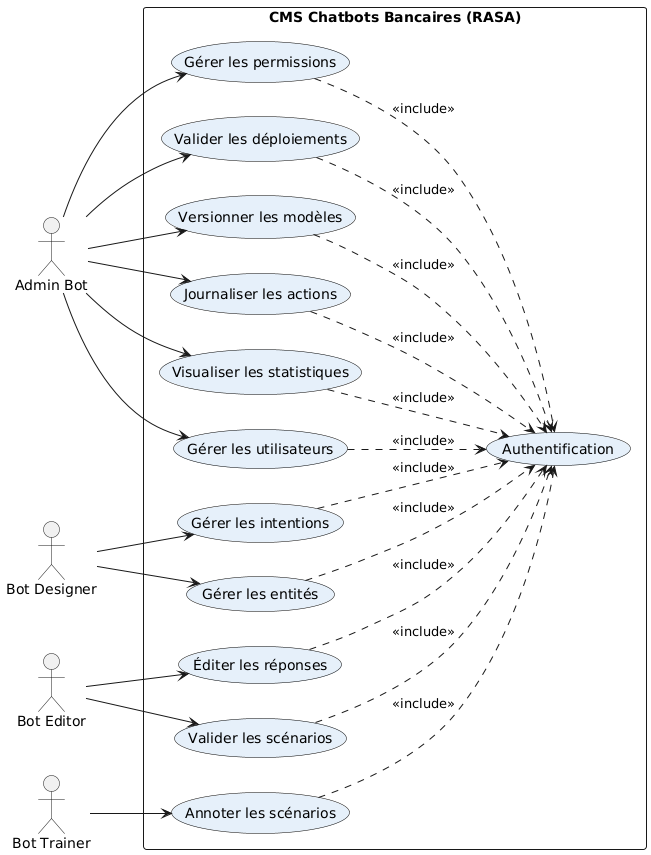 CMS Chatbots Bancaires (RASA)
Gérer les permissions
«include»
Valider les déploiements
«include»
Versionner les modèles
«include»
Admin Bot
Journaliser les actions
«include»
Visualiser les statistiques
«include»
Gérer les utilisateurs
«include»
Authentification
«include»
Gérer les intentions
«include»
Bot Designer
Gérer les entités
«include»
Éditer les réponses
«include»
Bot Editor
Valider les scénarios
«include»
Annoter les scénarios
Bot Trainer